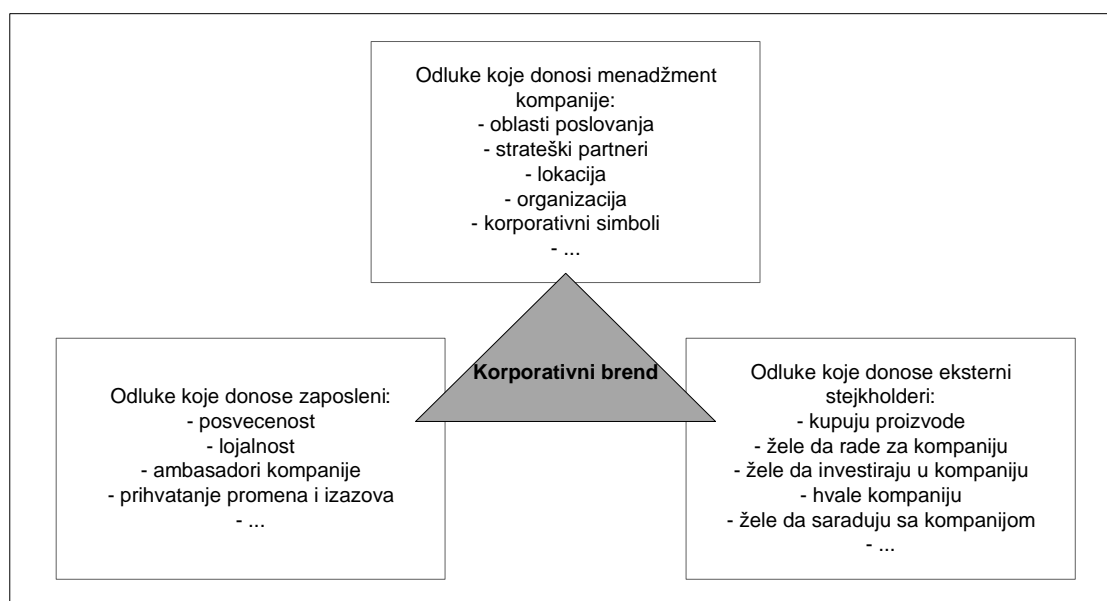 Odluke koje donosi menadžment
kompanije:
- oblasti poslovanja
- strateški partneri
- lokacija
- organizacija
- korporativni simboli
- ...
Korporativni brend
Odluke koje donose zaposleni:
- posvecenost
- lojalnost
- ambasadori kompanije
- prihvatanje promena i izazova
- ...
Odluke koje donose eksterni
stejkholderi:
- kupuju proizvode
- žele da rade za kompaniju
- žele da investiraju u kompaniju
- hvale kompaniju
- žele da saraduju sa kompanijom
- ...